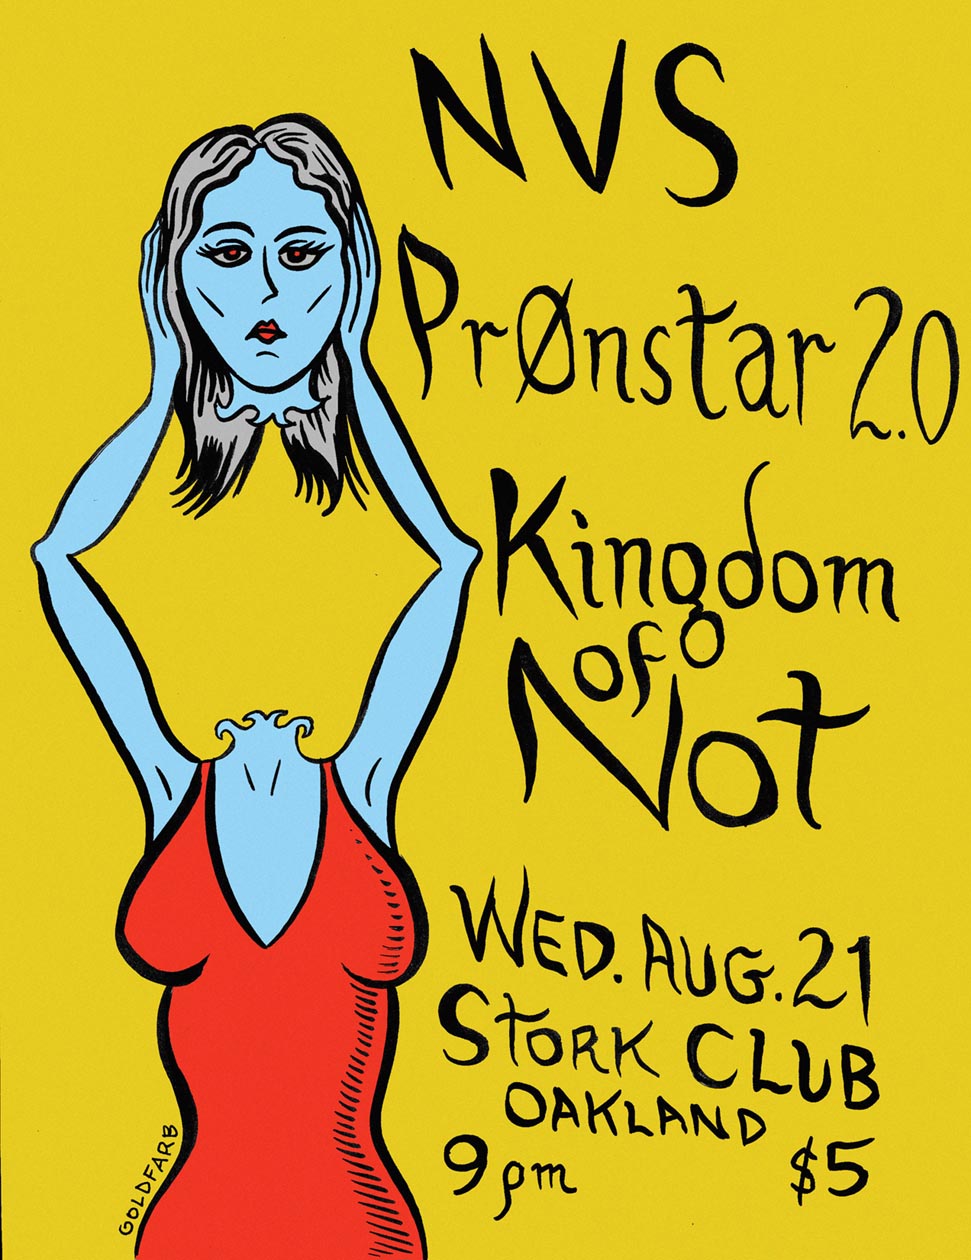 NVS
PrØnstar 2.0
Kingdom
of
Not
WED. AUG. 21
STORK CLUB
OAKLAND
9pm $5
GOLDFARB